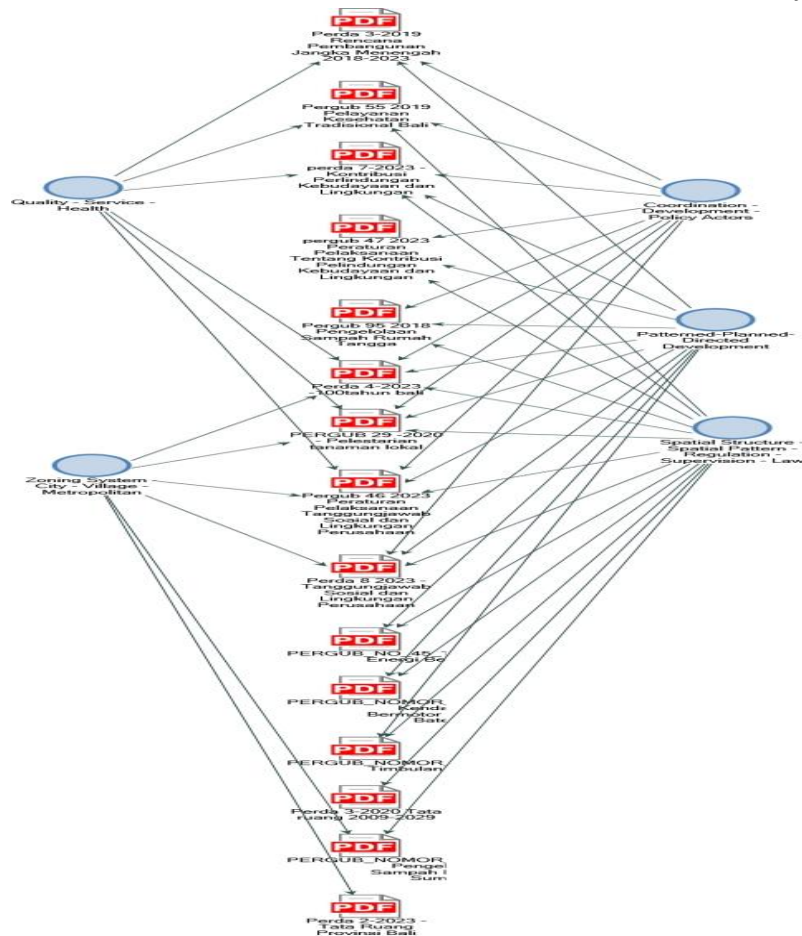 PDF
Perda 3-2019
Rencana
Pembangunan
Jangka Menengah
2018-2023
PDF
Pergub 55 2019
Pelayanan
Kesehatan
Tradisional Bali
PDF
perda 7-2023 -
Kontribusi
Perlindungan
Kebudayaan dan
Lingkungan
Quality - Service -
Health
Coordination -
Development -
Policy Actors
PDF
pergub 47 2023
Peraturan
Pelaksanaan
Tentang Kontribusi
Pelindungan
Kebudayaan dan
Lingkungan
PDF
Pergub 95 2018
Pengelolaan
Sampah Rumah
Tangga
Patterned-Planned-
Directed
Development
PDF
Perda 4-2023
-100tahun bali
PDF
PERGUB 29 -2020
- Pelestarian
tanaman lokal
Spatial Structure -
Spatial Pattern -
Regulation -
Supervision - Law
Zoning System -
City - Village -
Metropolitan
PDF
Pergub 46 2023
Peraturan
Pelaksanaan
Tanggungjawab
Sosial dan
Lingkungan
Perusahaan
PDF
Perda 8 2023 -
Tanggungjawab
Sosial dan
Lingkungan
Perusahaan
PDF
PERGUB_NO_45_
Energi Be
PDF
PERGUB_NOMOR_
Kenda
Bermotor
Bate
PDF
PERGUB_NOMOR_
Timbulan
PDF
Perda 3-2020 Tata
ruang 2009-2029
PDF
PERGUB_NOMOR_
Pengel
Sampah
Sum
PDF
Perda 2-2023 -
Tata Ruang
Provinsi Bali